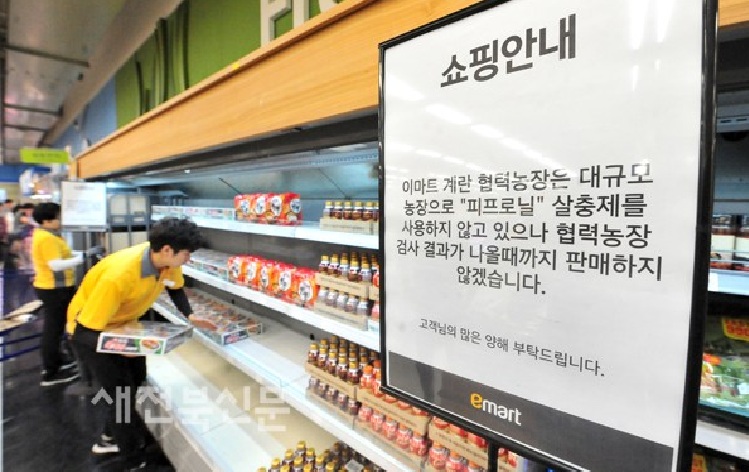 쇼핑안내
이마트 계란 협력농장은 대규모
농장으로 "피프로닐" 살충제를
사용하지 않고 있으나 협력농장
검사 결과가 나올때까지 판매하지
않겠습니다.
고객님의 많은 양해 부탁드립니다.
emart
새전북신문